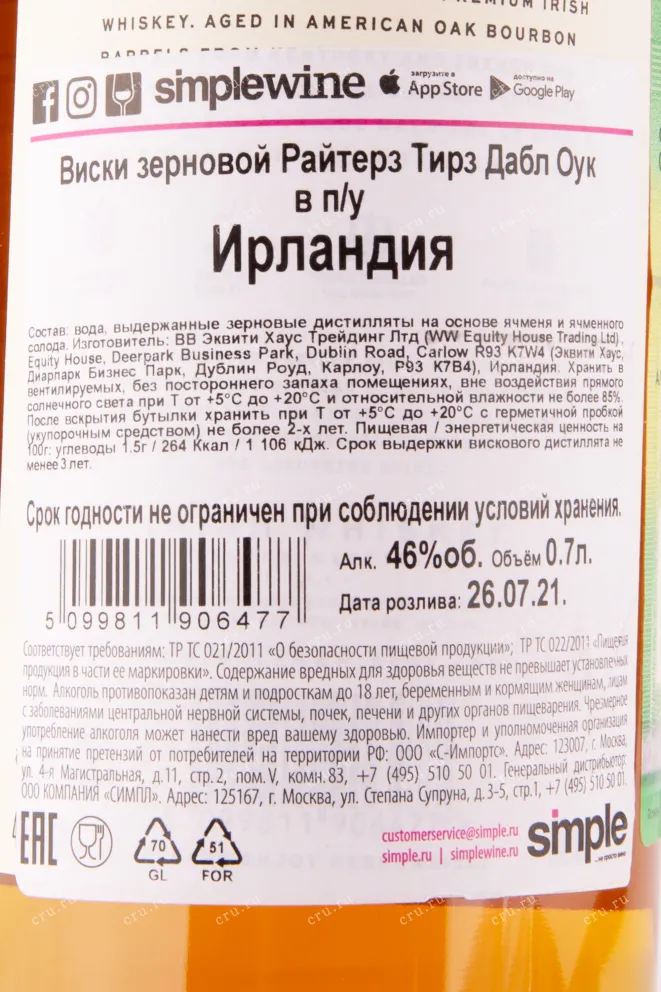 PREMIUM IRISH
WHISKEY. AGED IN AMERICAN OAK BOURBON
BARRELS FROM
simplewine загрузите в App Store доступно на Google Play
Виски зерновой Райтерз Тирз Дабл Оук
в п/у
Ирландия
Состав: вода, выдержанные зерновые дистилляты на основе ячменя и ячменного
солода. Изготовитель: ВВ Эквити Хаус Трейдинг Лтд (WW Equity House Trading Ltd),
Equity House, Deerpark Business Park, Dublin Road, Carlow R93 K7W4 (Эквити Хаус,
Диарпарк Бизнес Парк, Дублин Роуд, Карлоу, Р93 К7В4), Ирландия. Хранить в
вентилируемых, без постороннего запаха помещениях, вне воздействия прямого
солнечного света при Т от +5°С до +20°С и относительной влажности не более 85%.
После вскрытия бутылки хранить при Т от +5°С до +20°С с герметичной пробкой
(укупорочным средством) не более 2-х лет. Пищевая / энергетическая ценность на
100г: углеводы 1.5г / 264 Ккал / 1 106 кДж. Срок выдержки вискового дистиллята не
менее 3 лет.
Срок годности не ограничен при соблюдении условий хранения.
Алк. 46%об. Объём 0.7л.
5 099811 906477
Дата розлива: 26.07.21.
Соответствует требованиям: ТР ТС 021/2011 «О безопасности пищевой продукции»; ТР ТС 022/2011 «Пищевая
продукция в части ее маркировки». Содержание вредных для здоровья веществ не превышает установленных
норм. Алкоголь противопоказан детям и подросткам до 18 лет, беременным и кормящим женщинам, лицам
с заболеваниями центральной нервной системы, почек, печени и других органов пищеварения. Чрезмерное
употребление алкоголя может нанести вред вашему здоровью. Импортер и уполномоченная организация
на принятие претензий от потребителей на территории РФ: ООО «С-Импортс». Адрес: 123007, г. Москва,
ул. 4-я Магистральная, д.11, стр.2, пом.V, комн.83, +7 (495) 510 50 01. Генеральный дистрибьютор:
ООО КОМПАНИЯ «СИМПЛ». Адрес: 125167, г. Москва, ул. Степана Супруна, д.3-5, стр.1, +7 (495) 510 50 01.
EAC
70
GL
51
FOR
customerservice@simple.ru
simple.ru | simplewine.ru
simple
...на просто вино
cru.ru